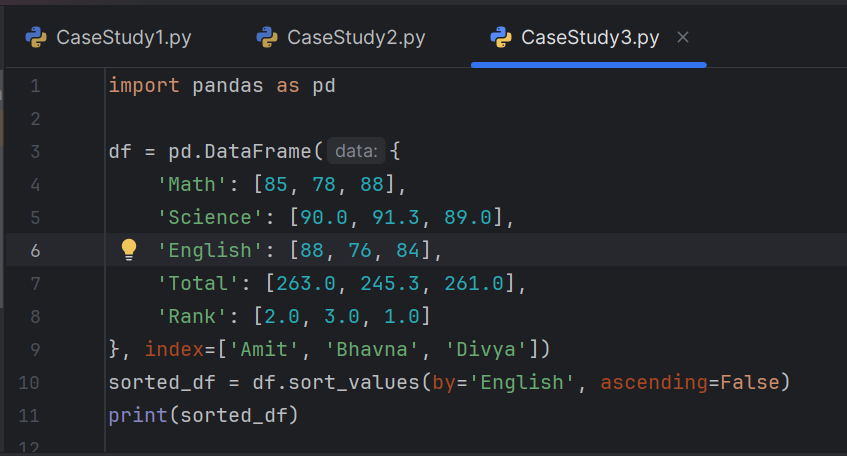 CaseStudy1.py CaseStudy2.py CaseStudy3.py ×
1 import pandas as pd
2
3 df = pd.DataFrame( data: {
4     'Math': [85, 78, 88],
5     'Science': [90.0, 91.3, 89.0],
6     'English': [88, 76, 84],
7     'Total': [263.0, 245.3, 261.0],
8     'Rank': [2.0, 3.0, 1.0]
9 }, index=['Amit', 'Bhavna', 'Divya'])
10 sorted_df = df.sort_values(by='English', ascending=False)
11 print(sorted_df)
12